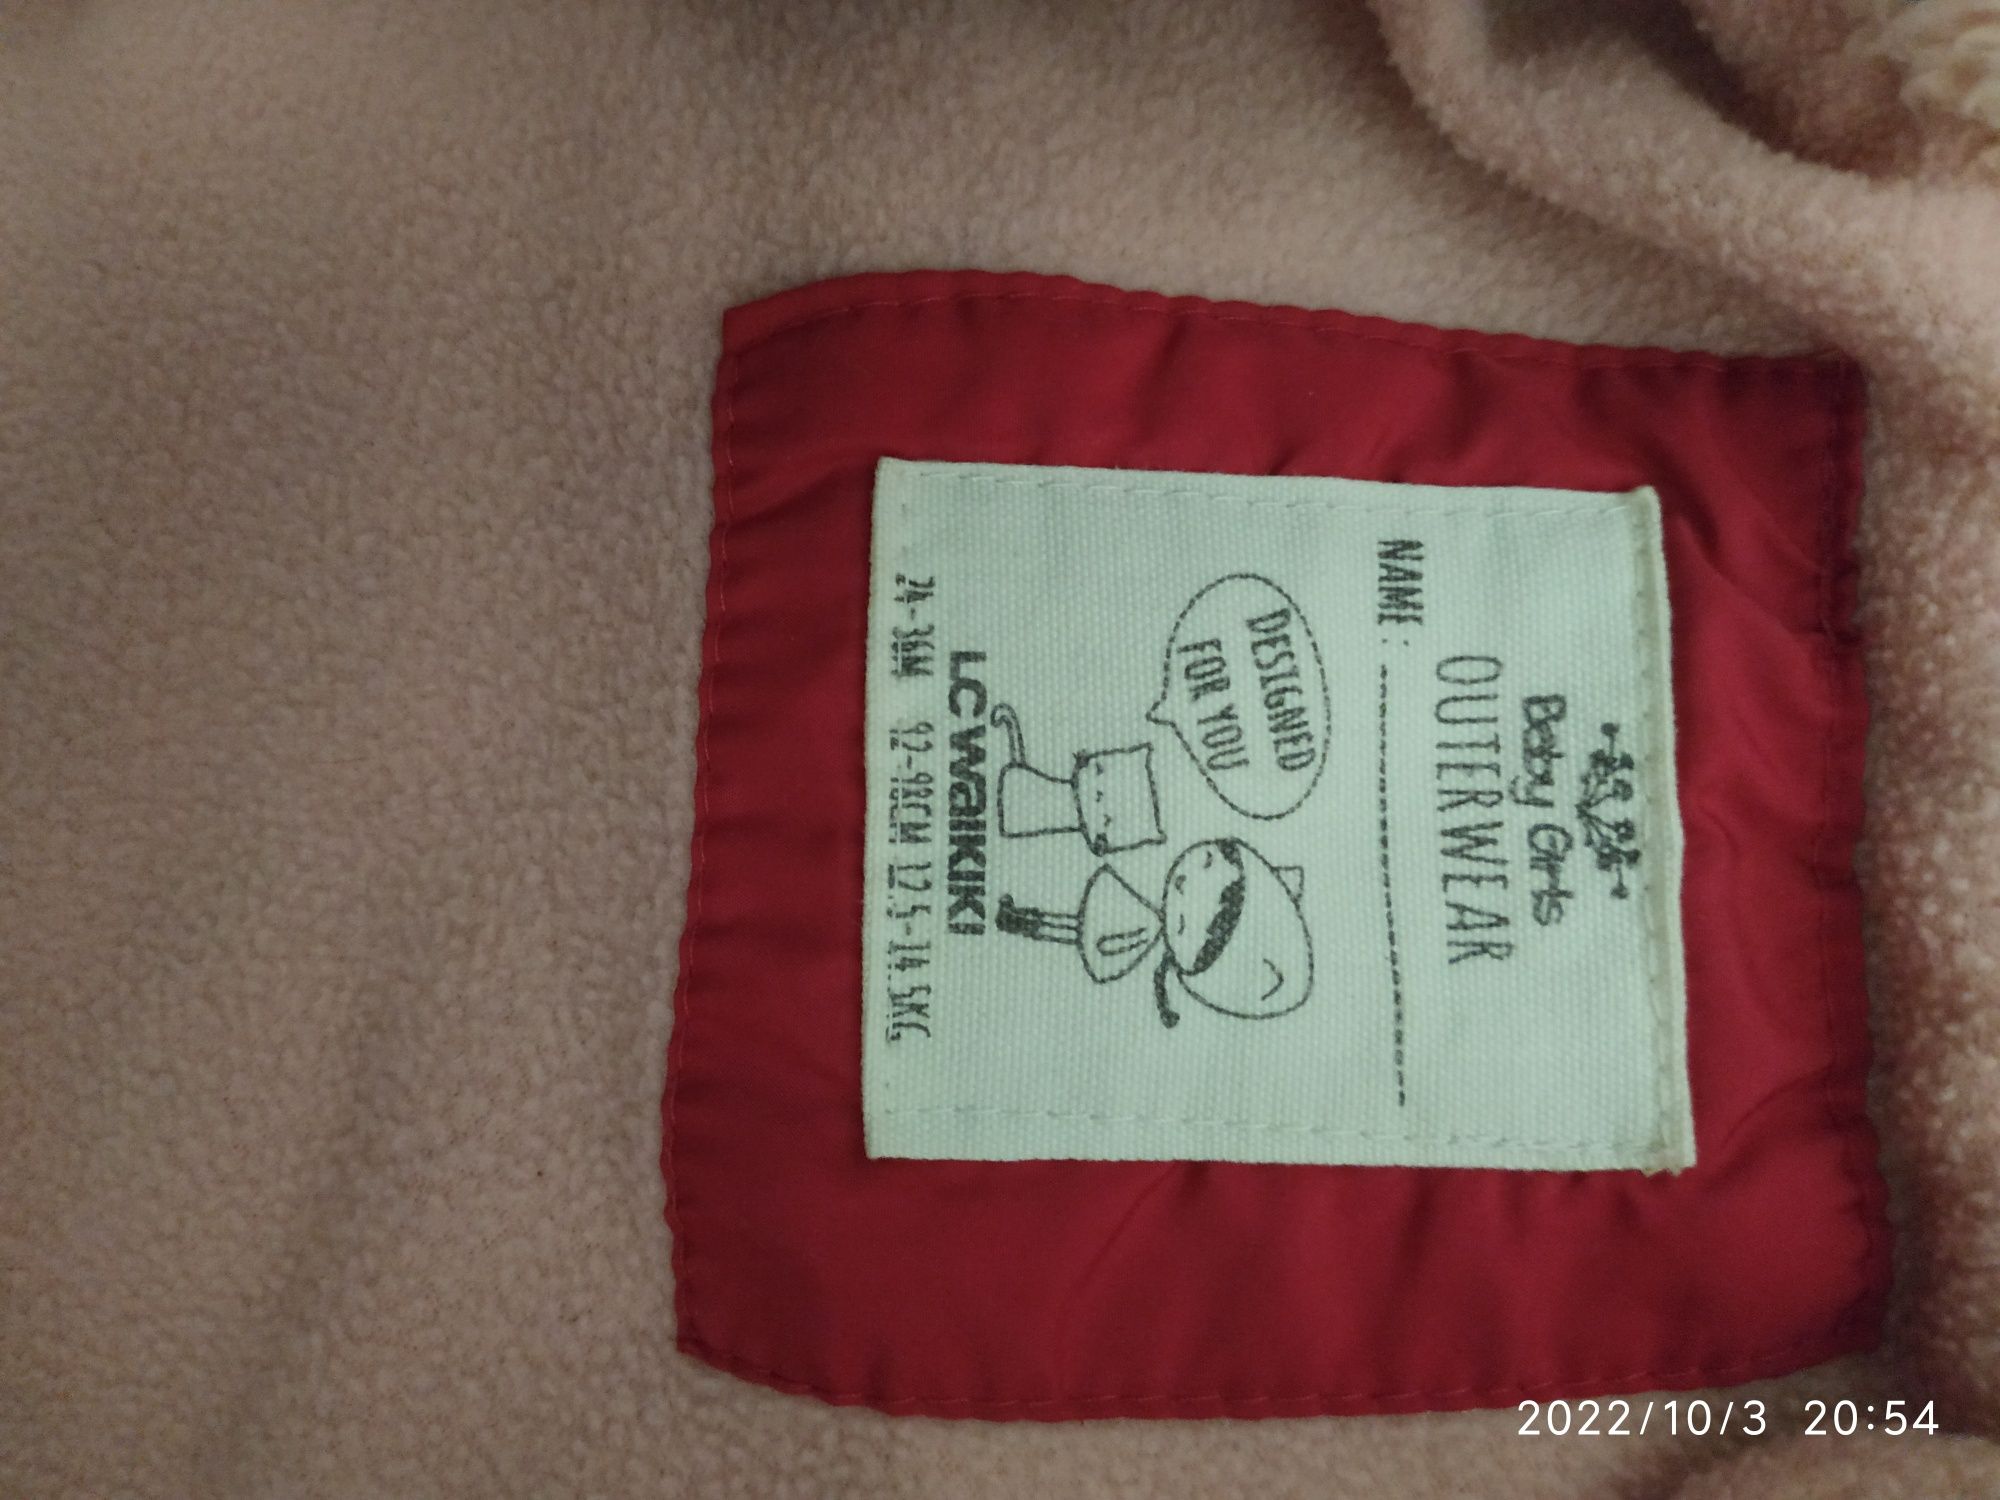 Baby Girls
OUTERWEAR
NAME:
DESIGNED
FOR YOU
LC WAIKIKI
24-36M 92-98CM 12.5-14.5KG
2022/10/3 20:54